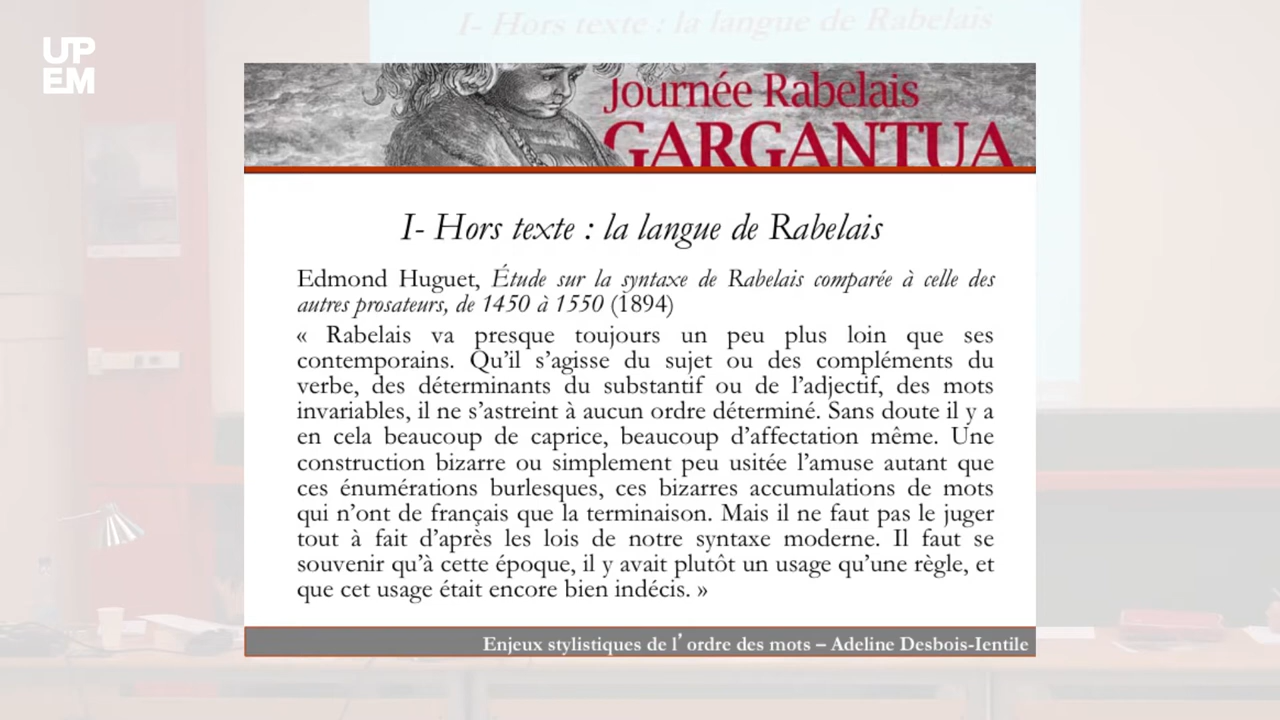 I- Hors texte : la langue de Rabelais
UP
EM
Journée Rabelais
GARGANTUA
I- Hors texte : la langue de Rabelais
Edmond Huguet, Étude sur la syntaxe de Rabelais comparée à celle des
autres prosateurs, de 1450 à 1550 (1894)
« Rabelais va presque toujours un peu plus loin que ses
contemporains. Qu’il s’agisse du sujet ou des compléments du
verbe, des déterminants du substantif ou de l’adjectif, des mots
invariables, il ne s’astreint à aucun ordre déterminé. Sans doute il y a
en cela beaucoup de caprice, beaucoup d’affectation même. Une
construction bizarre ou simplement peu usitée l’amuse autant que
ces énumérations burlesques, ces bizarres accumulations de mots
qui n’ont de français que la terminaison. Mais il ne faut pas le juger
tout à fait d’après les lois de notre syntaxe moderne. Il faut se
souvenir qu’à cette époque, il y avait plutôt un usage qu’une règle, et
que cet usage était encore bien indécis. »
Enjeux stylistiques de l’ordre des mots – Adeline Desbois-Ientile